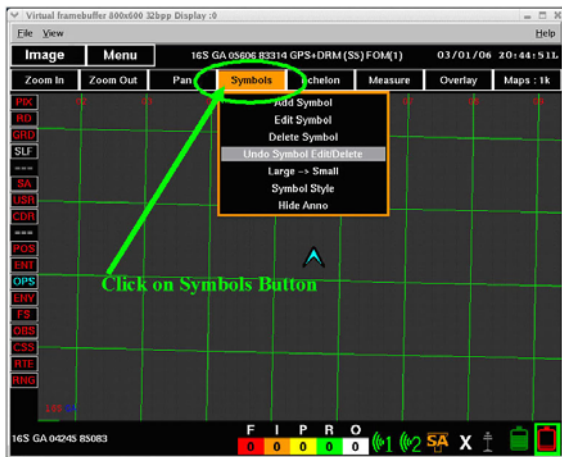 Virtual framebuffer 800x600 32bpp Display :0
File View Help
Image Menu 16S GA 05606 83314 GPS+DRM (S5) FOM(1) 03/01/06 20:44:51L
Zoom In Zoom Out Pan Symbols Echelon Measure Overlay Maps : 1k
PIX
RD
GRD
SLF
---
SA
USR
CDR
---
POS
ENT
OPS
ENY
FS
OBS
CSS
RTE
RNG
Add Symbol
Edit Symbol
Delete Symbol
Undo Symbol Edit/Delete
Large --> Small
Symbol Style
Hide Anno
Click on Symbols Button
F I P R O
0 0 0 0 0
16S GA 04245 85083
1 2 SA X